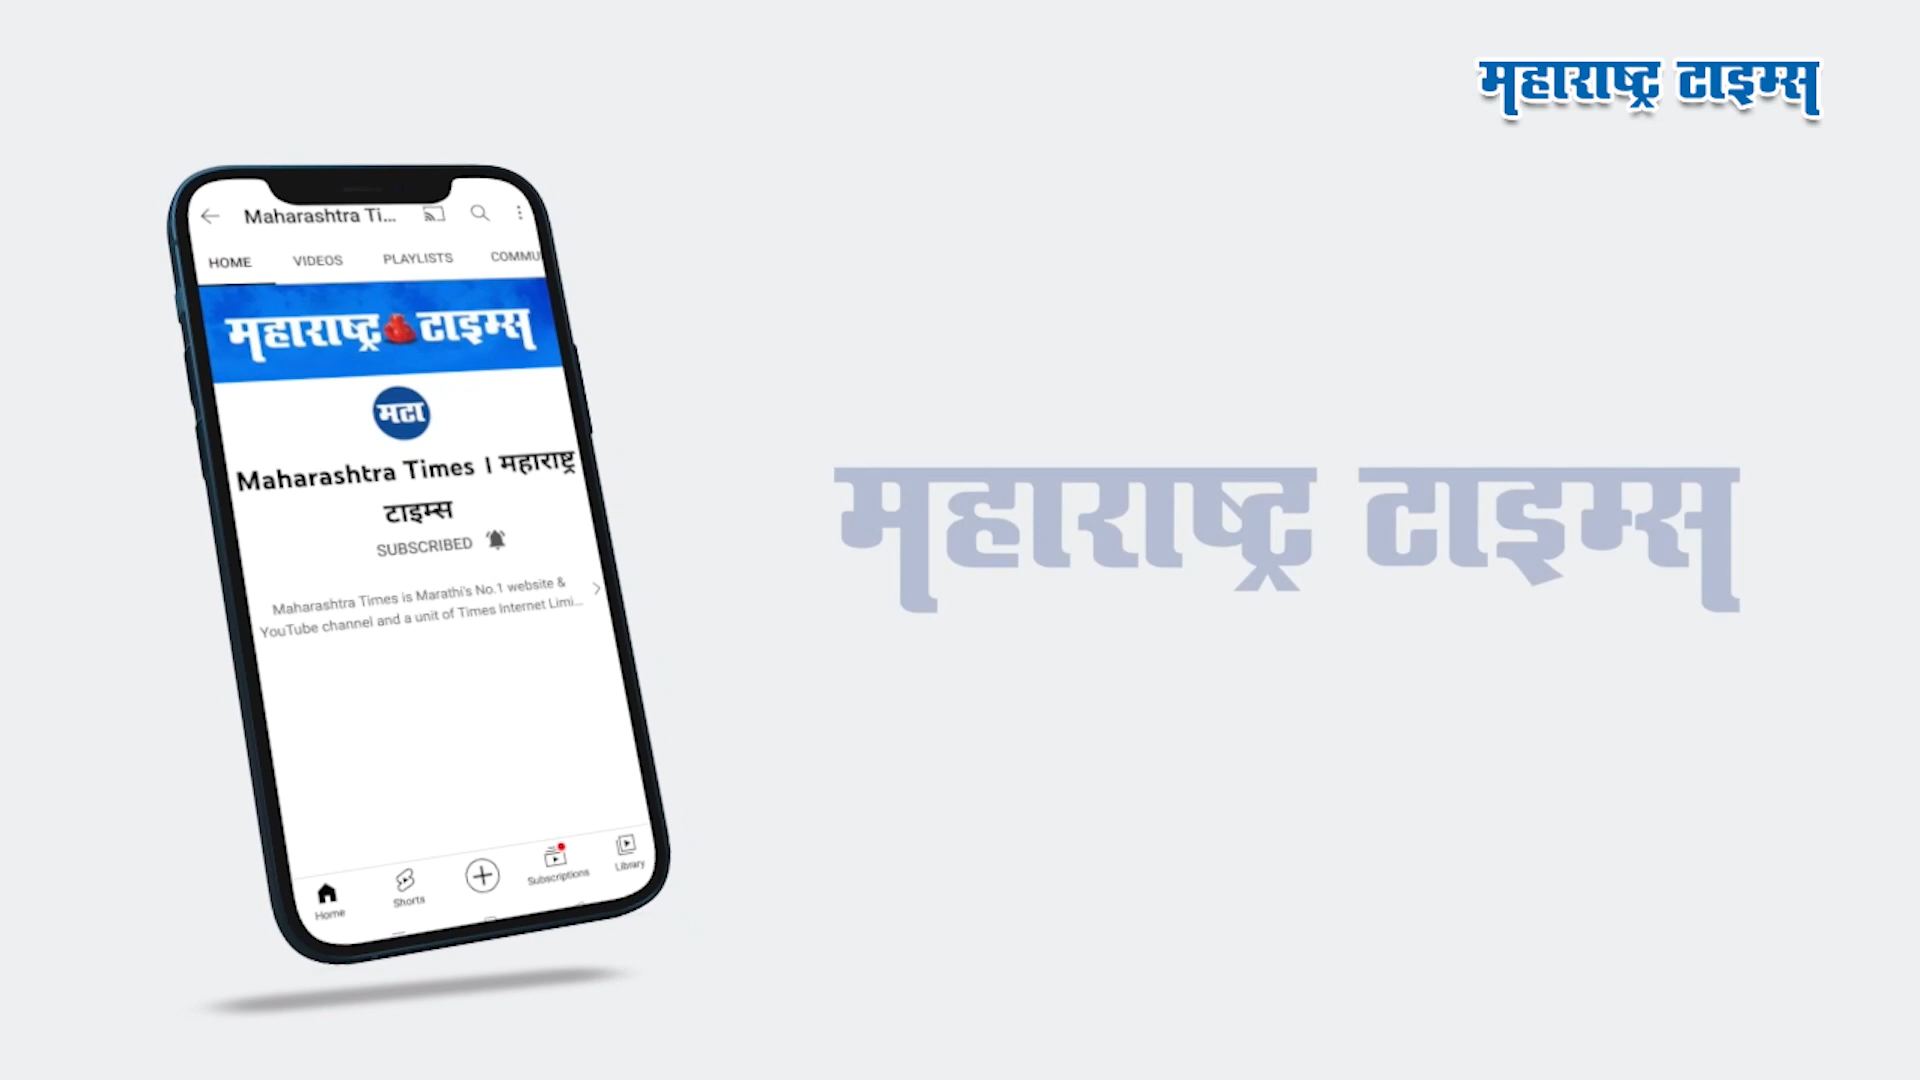 महाराष्ट्र टाइम्स
Maharashtra Ti...
HOME VIDEOS PLAYLISTS COMMU
महाराष्ट्र टाइम्स
मटा
Maharashtra Times । महाराष्ट्र
टाइम्स
SUBSCRIBED
Maharashtra Times is Marathi's No.1 website &
YouTube channel and a unit of Times Internet Limi...
Home Shorts Subscriptions Library
महाराष्ट्र टाइम्स